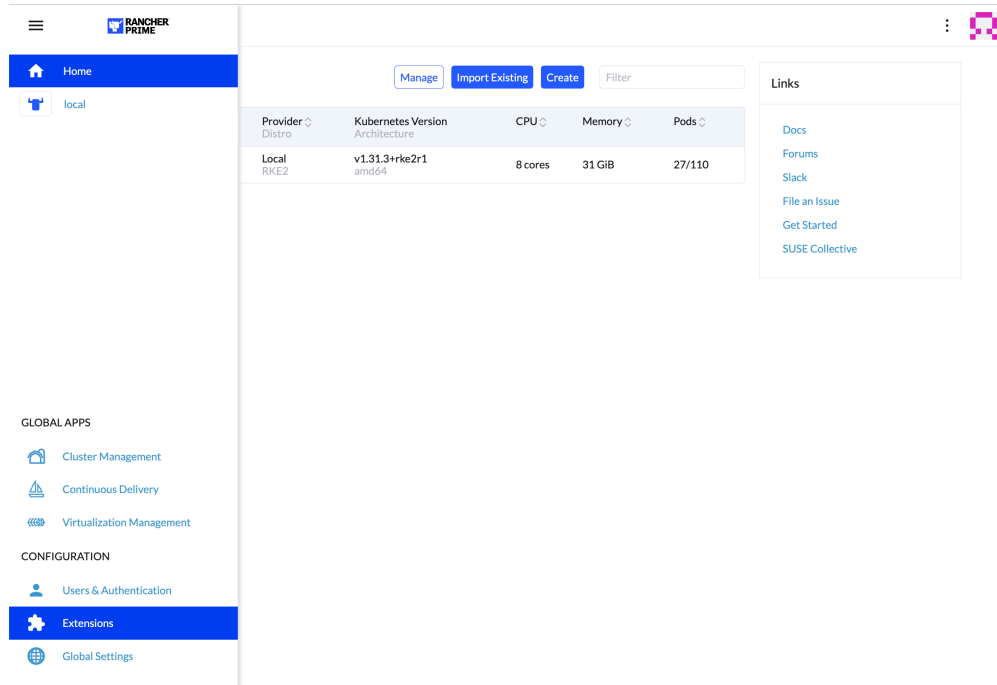 RANCHER
PRIME
Home
local
GLOBAL APPS
Cluster Management
Continuous Delivery
Virtualization Management
CONFIGURATION
Users & Authentication
Extensions
Global Settings
Manage Import Existing Create Filter
Provider Kubernetes Version CPU Memory Pods
Distro Architecture
Local v1.31.3+rke2r1 8 cores 31 GiB 27/110
RKE2 amd64
Links
Docs
Forums
Slack
File an Issue
Get Started
SUSE Collective